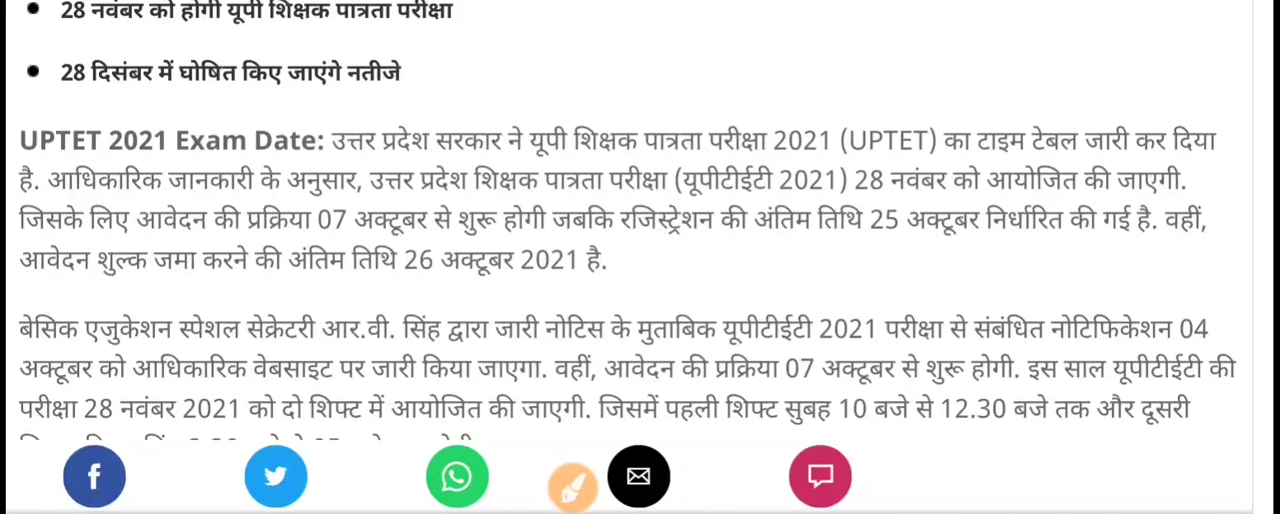 28 नवंबर को होगी यूपी शिक्षक पात्रता परीक्षा
28 दिसंबर में घोषित किए जाएंगे नतीजे
UPTET 2021 Exam Date: उत्तर प्रदेश सरकार ने यूपी शिक्षक पात्रता परीक्षा 2021 (UPTET) का टाइम टेबल जारी कर दिया
है. आधिकारिक जानकारी के अनुसार, उत्तर प्रदेश शिक्षक पात्रता परीक्षा (यूपीटीईटी 2021) 28 नवंबर को आयोजित की जाएगी.
जिसके लिए आवेदन की प्रक्रिया 07 अक्टूबर से शुरू होगी जबकि रजिस्ट्रेशन की अंतिम तिथि 25 अक्टूबर निर्धारित की गई है. वहीं,
आवेदन शुल्क जमा करने की अंतिम तिथि 26 अक्टूबर 2021 है.
बेसिक एजुकेशन स्पेशल सेक्रेटरी आर.वी. सिंह द्वारा जारी नोटिस के मुताबिक यूपीटीईटी 2021 परीक्षा से संबंधित नोटिफिकेशन 04
अक्टूबर को आधिकारिक वेबसाइट पर जारी किया जाएगा. वहीं, आवेदन की प्रक्रिया 07 अक्टूबर से शुरू होगी. इस साल यूपीटीईटी की
परीक्षा 28 नवंबर 2021 को दो शिफ्ट में आयोजित की जाएगी. जिसमें पहली शिफ्ट सुबह 10 बजे से 12.30 बजे तक और दूसरी